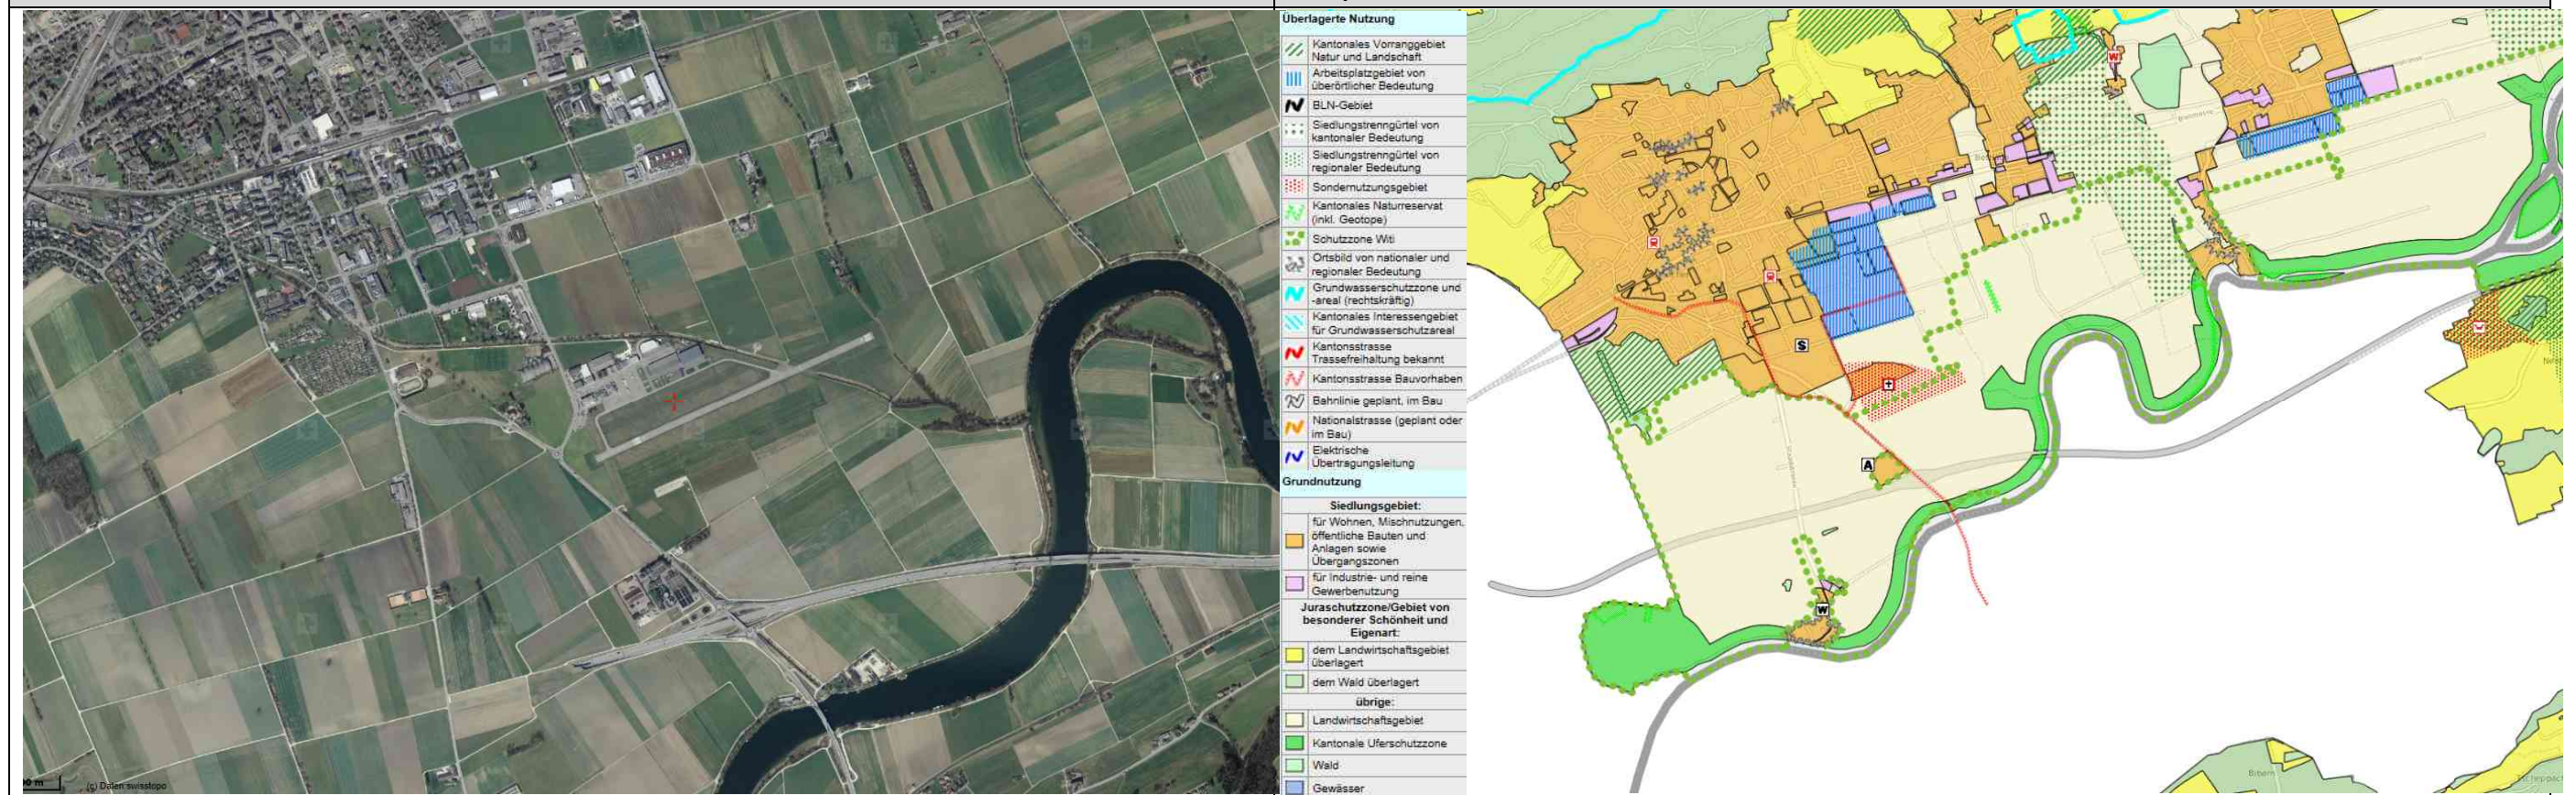 Überlagerte Nutzung
Kantonales Vorranggebiet
Natur und Landschaft
Arbeitsplatzgebiet von
überörtlicher Bedeutung
BLN-Gebiet
Siedlungstrenngürtel von
kantonaler Bedeutung
Siedlungstrenngürtel von
regionaler Bedeutung
Sondernutzungsgebiet
Kantonales Naturreservat
(inkl. Geotope)
Schutzzone Witi
Ortsbild von nationaler und
regionaler Bedeutung
Grundwasserschutzzone und
-areal (rechtskräftig)
Kantonales Interessengebiet
für Grundwasserschutzareal
Kantonsstrasse
Trassefreihaltung bekannt
Kantonsstrasse Bauvorhaben
Bahnlinie geplant, im Bau
Nationalstrasse (geplant oder
im Bau)
Elektrische
Übertragungsleitung
Grundnutzung
Siedlungsgebiet:
für Wohnen, Mischnutzungen,
öffentliche Bauten und
Anlagen sowie
Übergangszonen
für Industrie- und reine
Gewerbenutzung
Juraschutzzone/Gebiet von
besonderer Schönheit und
Eigenart:
dem Landwirtschaftsgebiet
überlagert
dem Wald überlagert
übrige:
Landwirtschaftsgebiet
Kantonale Uferschutzzone
Wald
Gewässer
W
S
A
W
Bibern
(c) Daten swisstopo